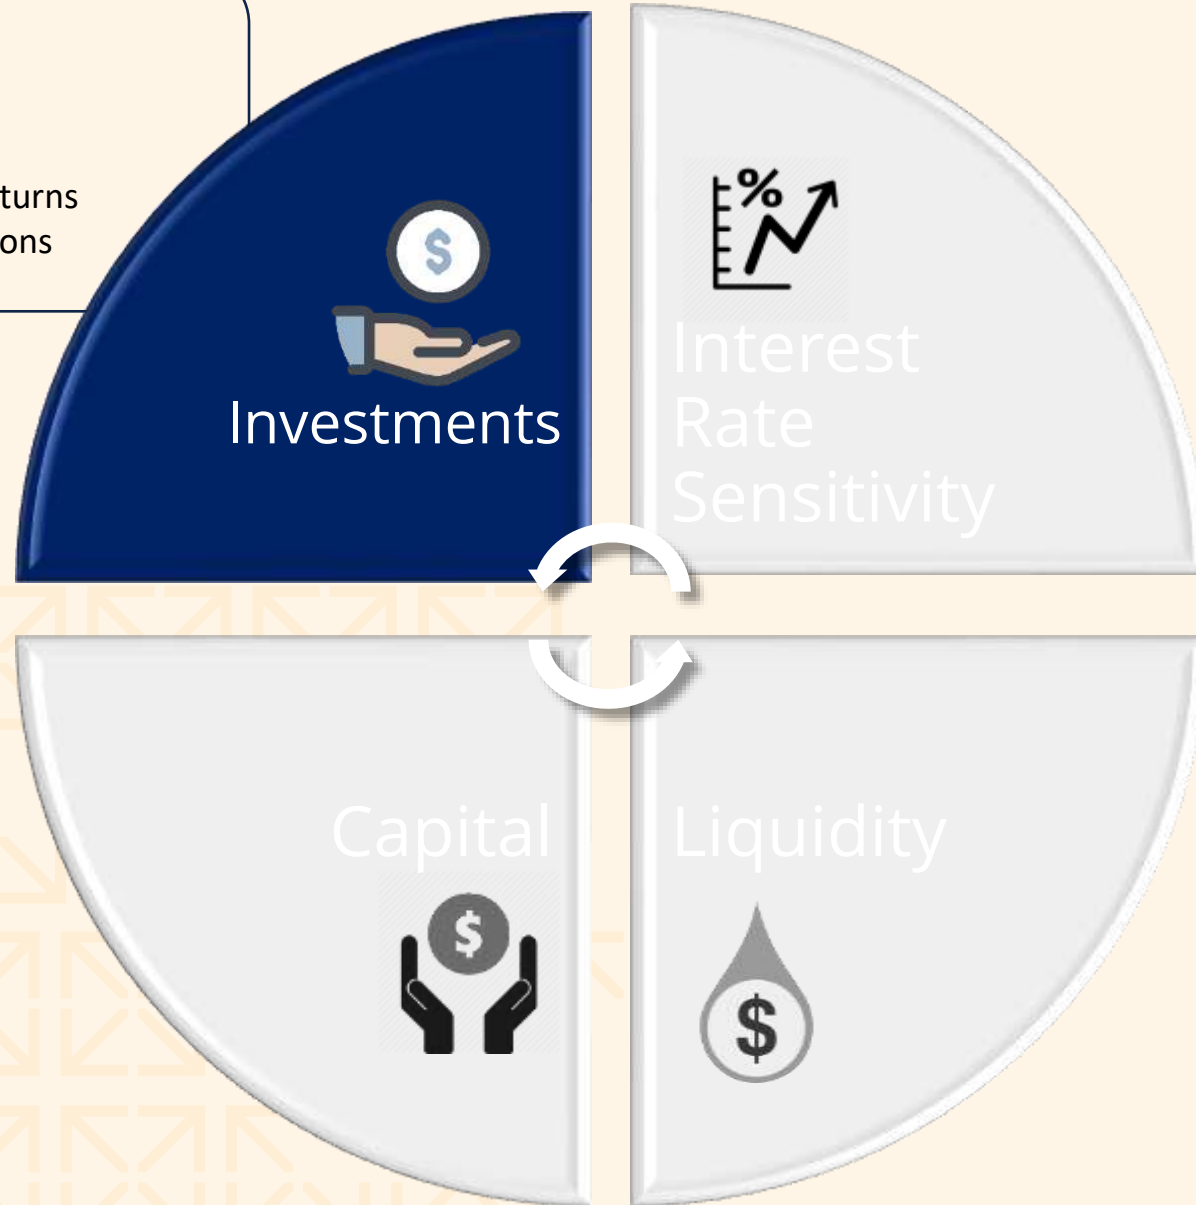 turns
ons
$
Investments
%
Interest
Rate
Sensitivity
Capital
$
Liquidity
$